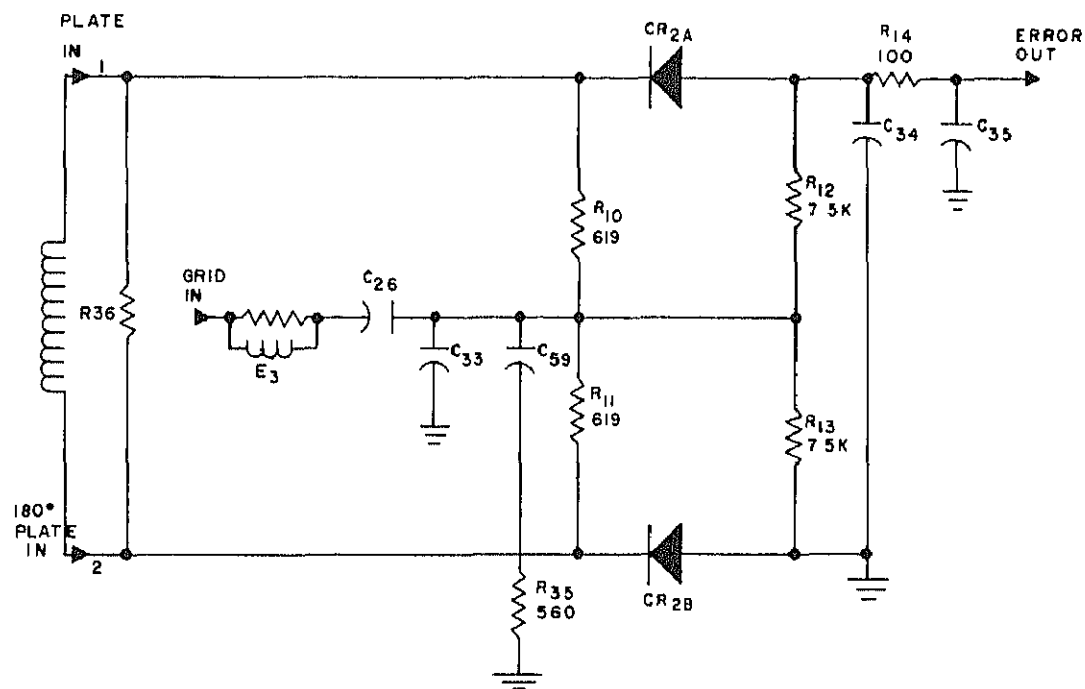 PLATE
IN
1
CR2A
R14
100
ERROR
OUT
C34
C35
R10
619
R12
7 5K
GRID
IN
C26
R36
E3
C33
C59
R11
619
R13
7 5K
180°
PLATE
IN
2
R35
560
CR2B